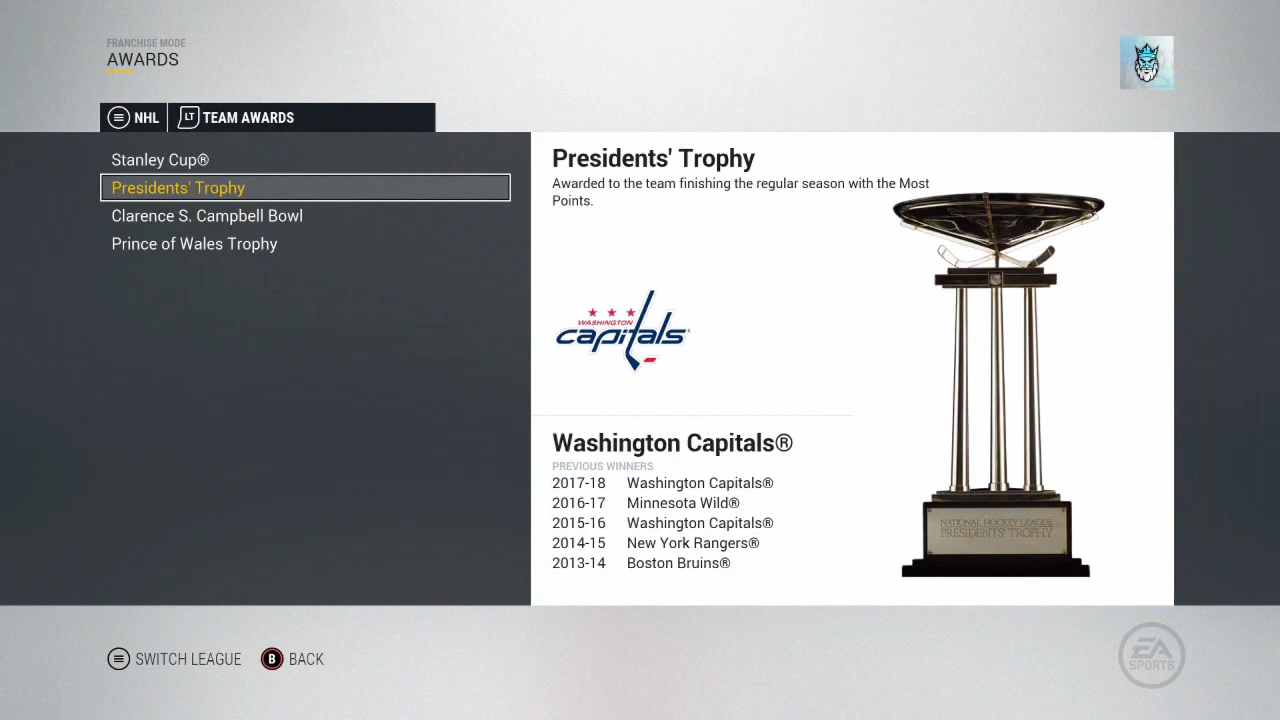 FRANCHISE MODE
AWARDS
NHL LT TEAM AWARDS
Stanley Cup®
Presidents' Trophy
Clarence S. Campbell Bowl
Prince of Wales Trophy
Presidents' Trophy
Awarded to the team finishing the regular season with the Most
Points.
WASHINGTON
capitals
Washington Capitals®
PREVIOUS WINNERS
2017-18 Washington Capitals®
2016-17 Minnesota Wild®
2015-16 Washington Capitals®
2014-15 New York Rangers®
2013-14 Boston Bruins®
NATIONAL HOCKEY LEAGUE
PRESIDENTS' TROPHY
SWITCH LEAGUE B BACK
EA
SPORTS